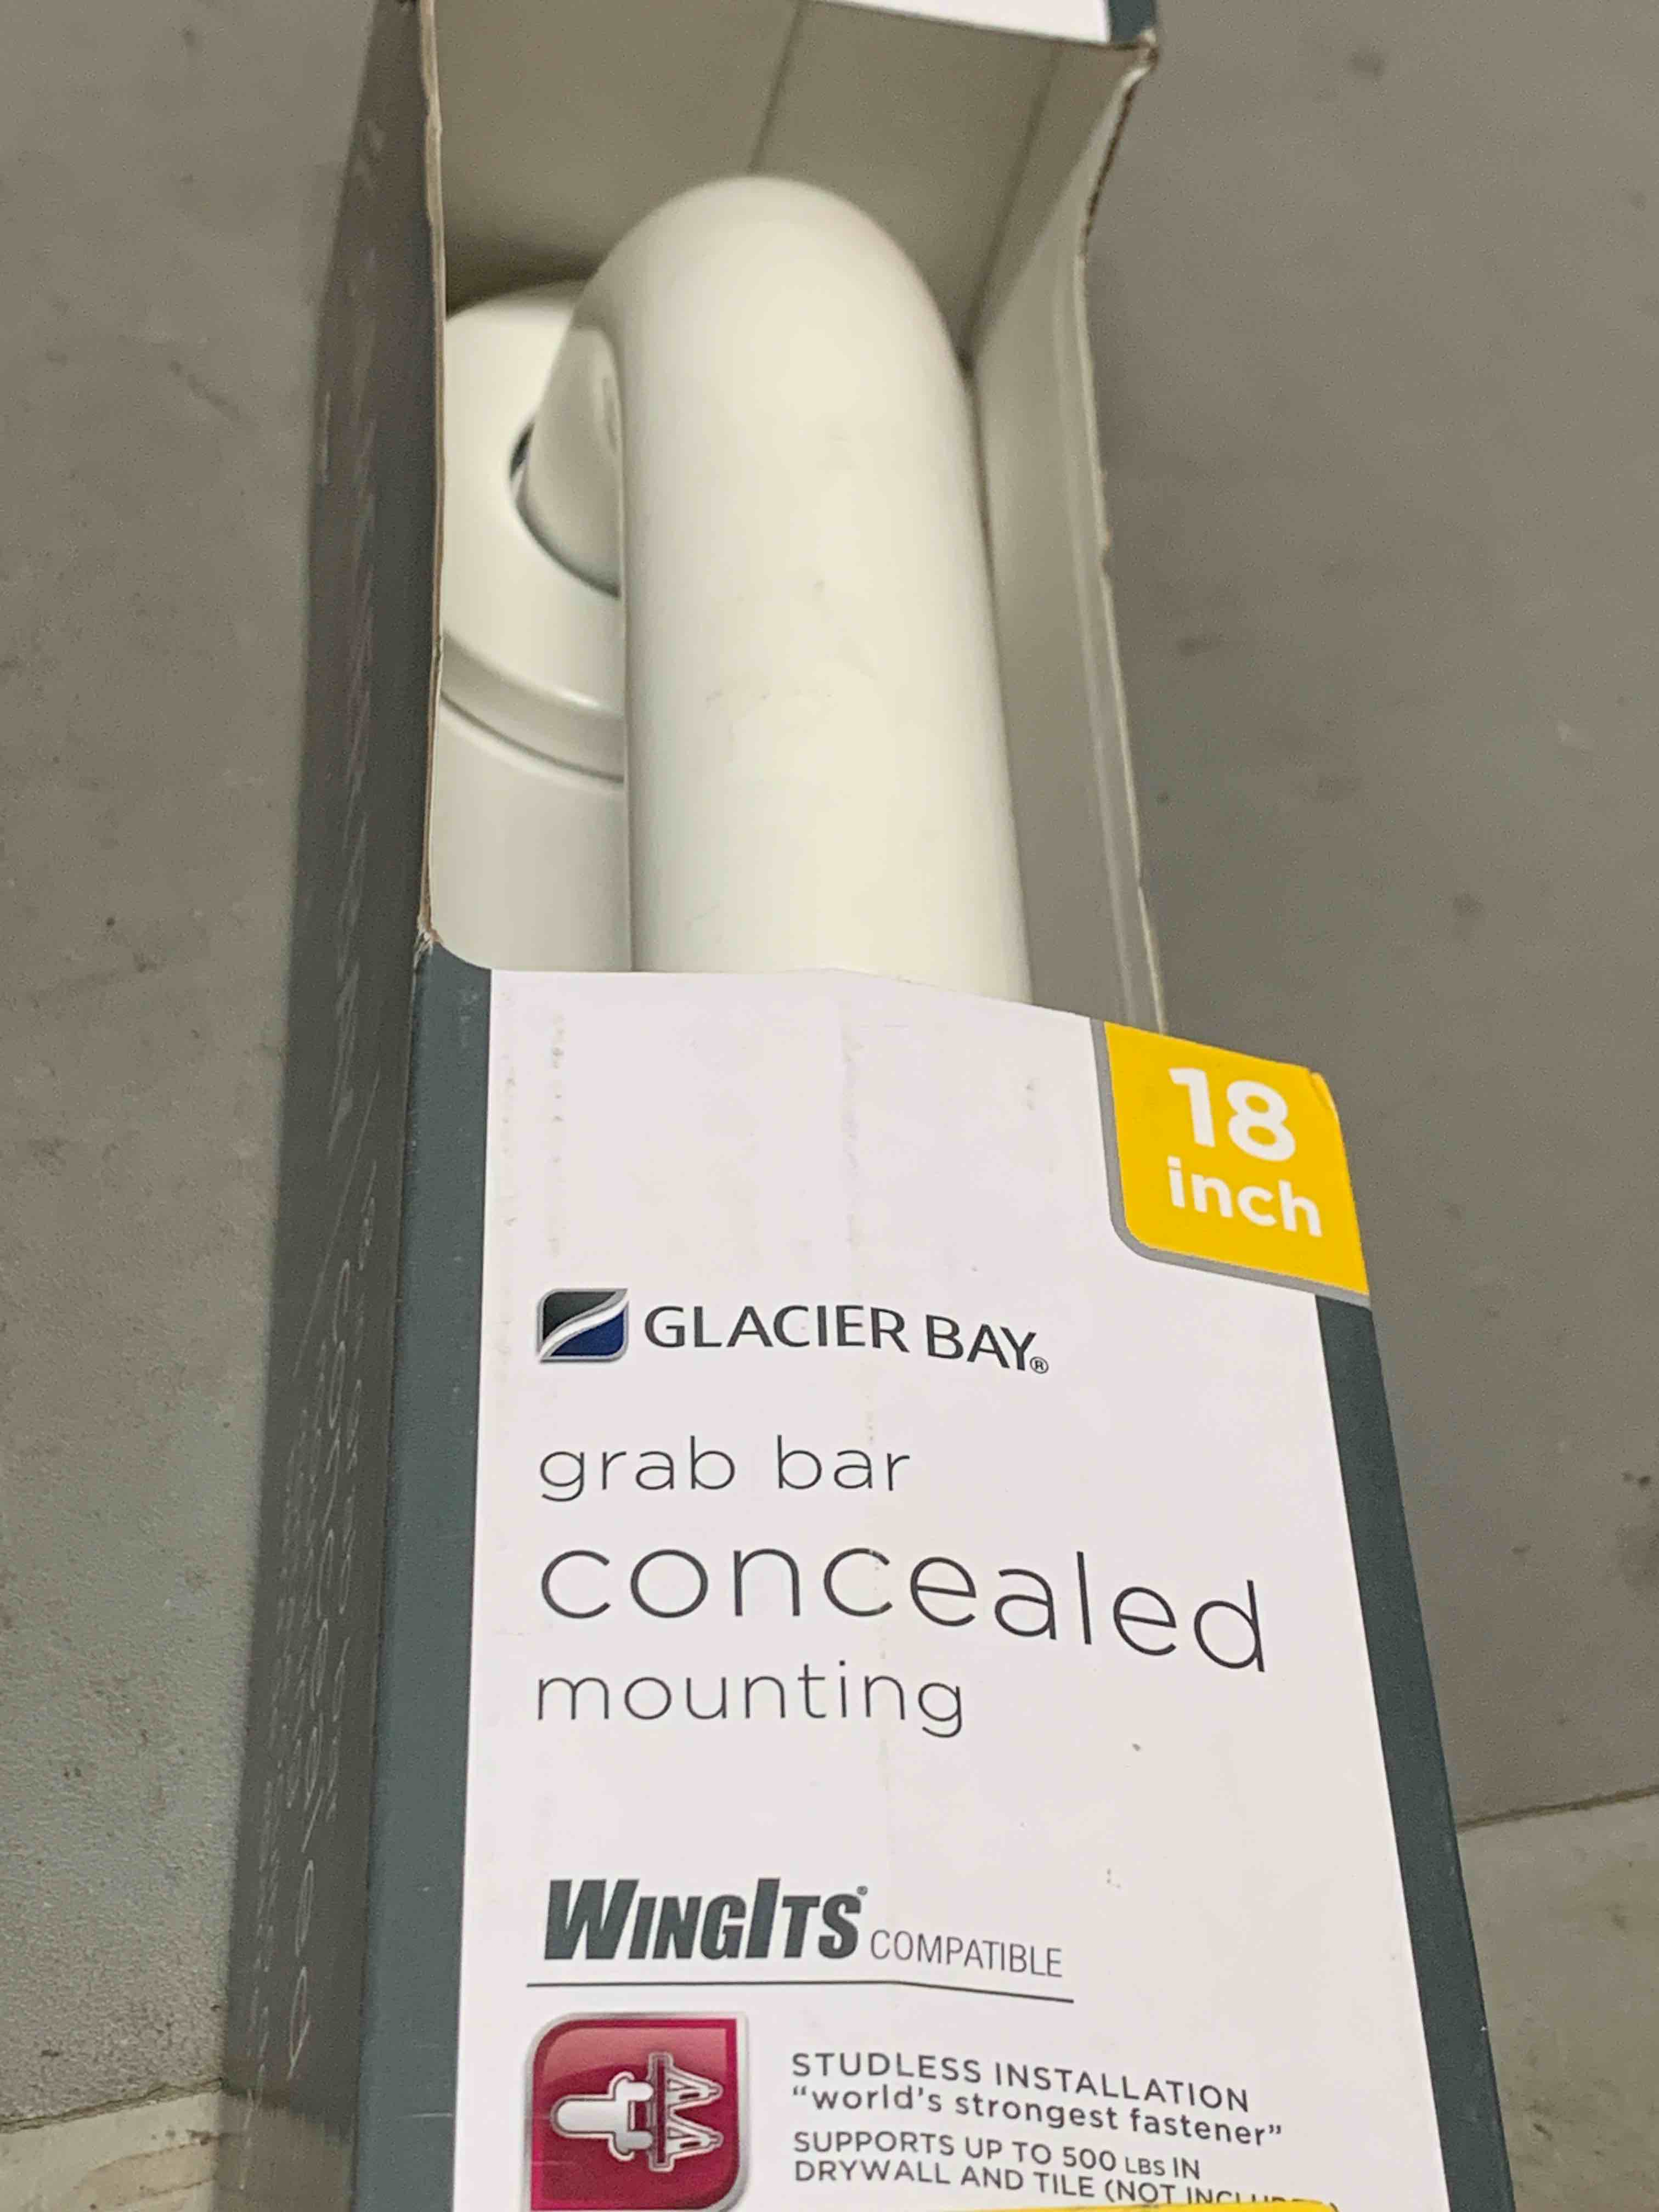 18
inch
GLACIER BAY®
grab bar
concealed
mounting
WINGITS® COMPATIBLE
STUDLESS INSTALLATION
“world's strongest fastener”
SUPPORTS UP TO 500 LBS IN
DRYWALL AND TILE (NOT